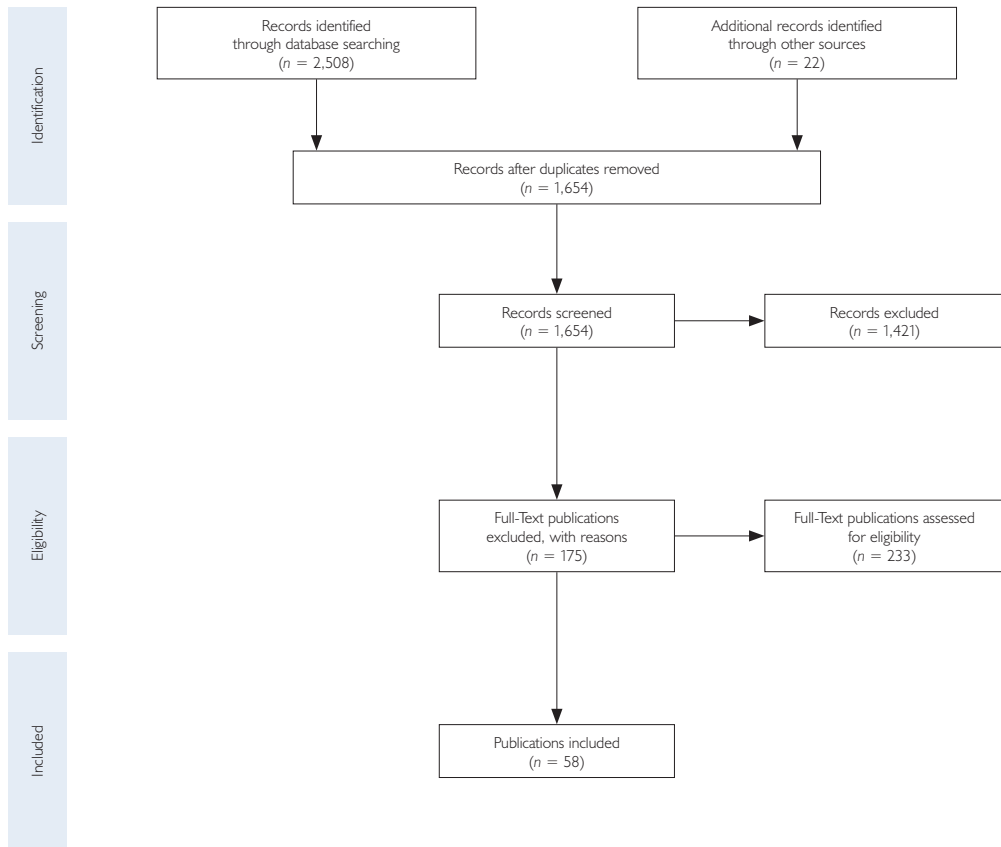 Identification
Records identified
through database searching
(n = 2,508)
Additional records identified
through other sources
(n = 22)
Records after duplicates removed
(n = 1,654)
Screening
Records screened
(n = 1,654)
Records excluded
(n = 1,421)
Eligibility
Full-Text publications
excluded, with reasons
(n = 175)
Full-Text publications assessed
for eligibility
(n = 233)
Included
Publications included
(n = 58)